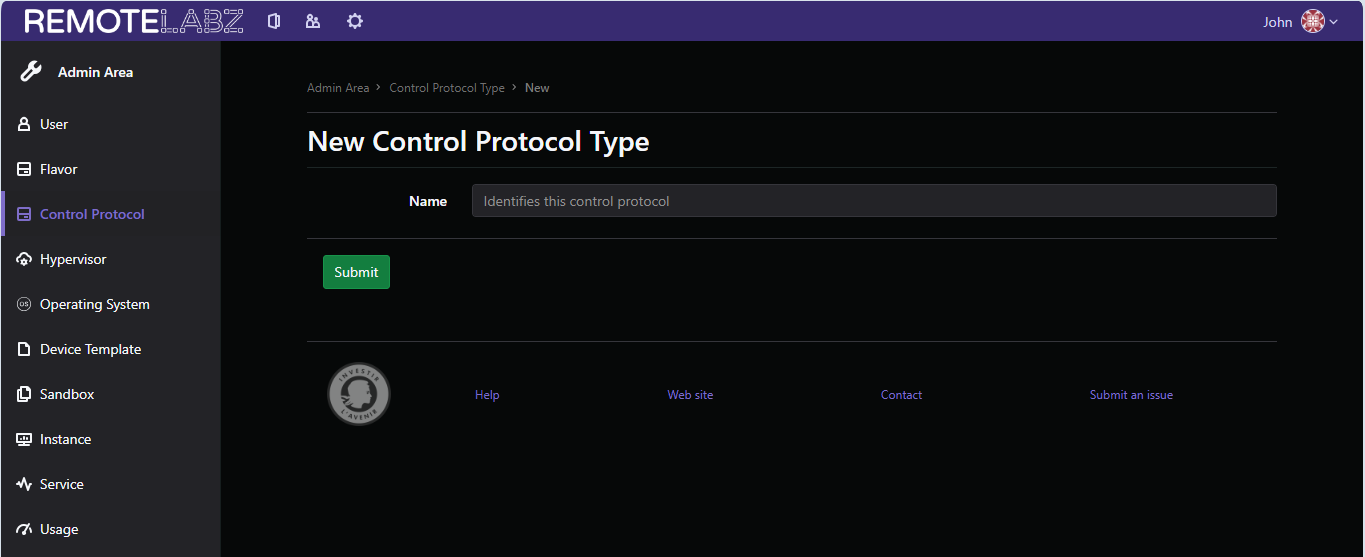 REMOTELABZ
John
Admin Area
Admin Area > Control Protocol Type > New
User
New Control Protocol Type
Flavor
Name Identifies this control protocol
Control Protocol
Hypervisor
Submit
OS Operating System
Device Template
INVESTIR
L'AVENIR
Help Web site Contact Submit an issue
Sandbox
Instance
Service
Usage